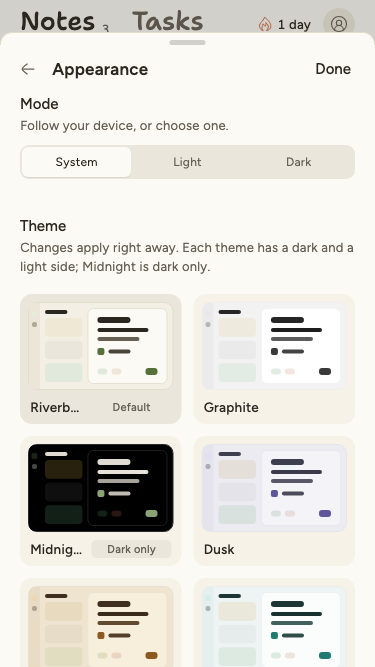 Notes 3 Tasks 1 day
Appearance Done
Mode
Follow your device, or choose one.
System Light Dark
Theme
Changes apply right away. Each theme has a dark and a
light side; Midnight is dark only.
Riverb... Default
Graphite
Midnig... Dark only
Dusk